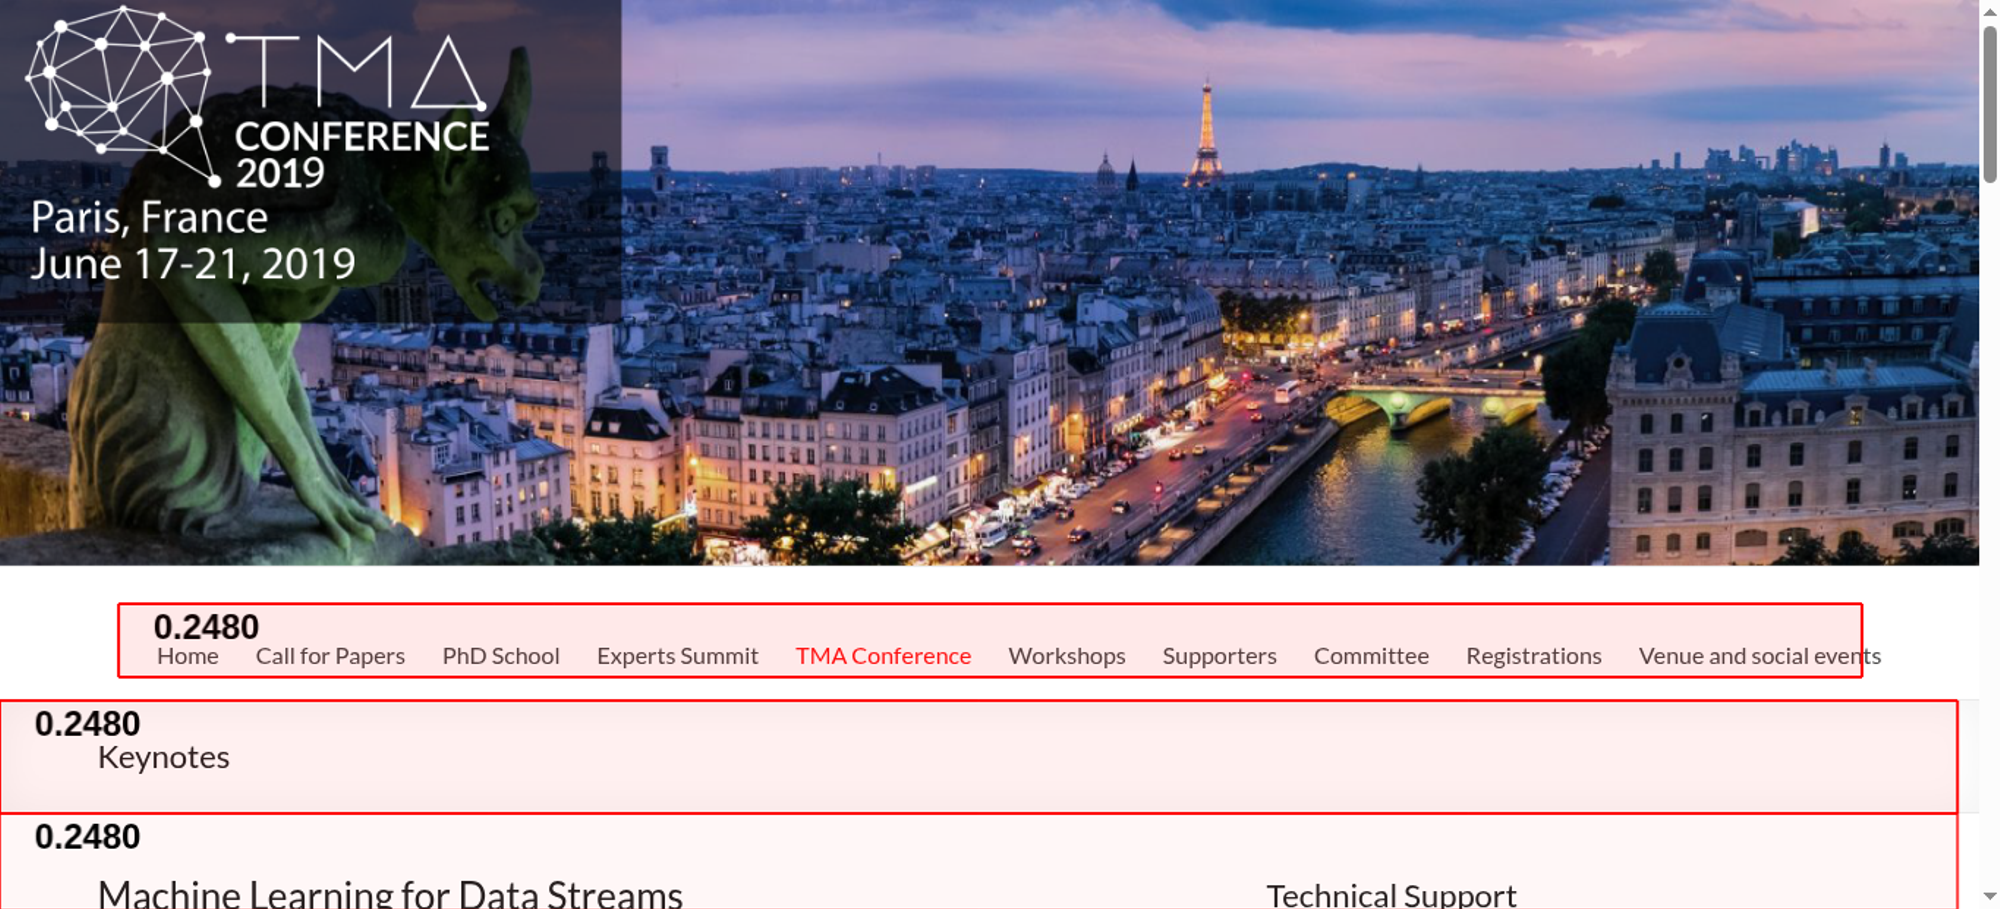 TMA
CONFERENCE
2019
Paris, France
June 17-21, 2019
0.2480
Home Call for Papers PhD School Experts Summit TMA Conference Workshops Supporters Committee Registrations Venue and social events
0.2480
Keynotes
0.2480
Machine Learning for Data Streams
Technical Support